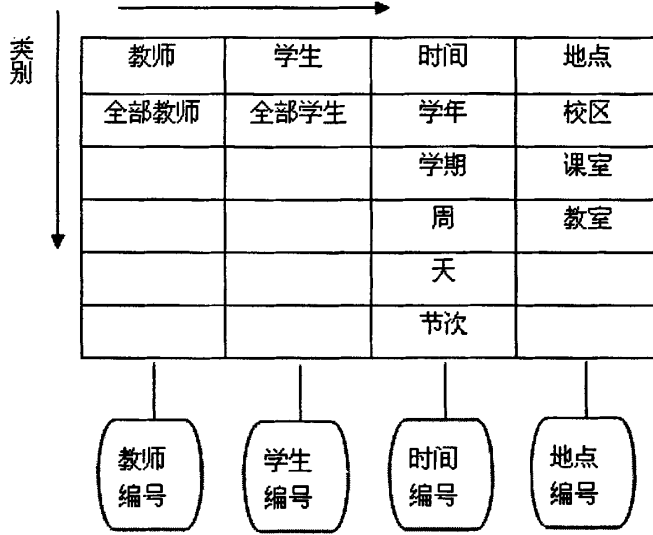 类别
教师 学生 时间 地点
全部教师 全部学生 学年 校区
学期 课室
周 教室
天
节次
教师 学生 时间 地点
编号 编号 编号 编号